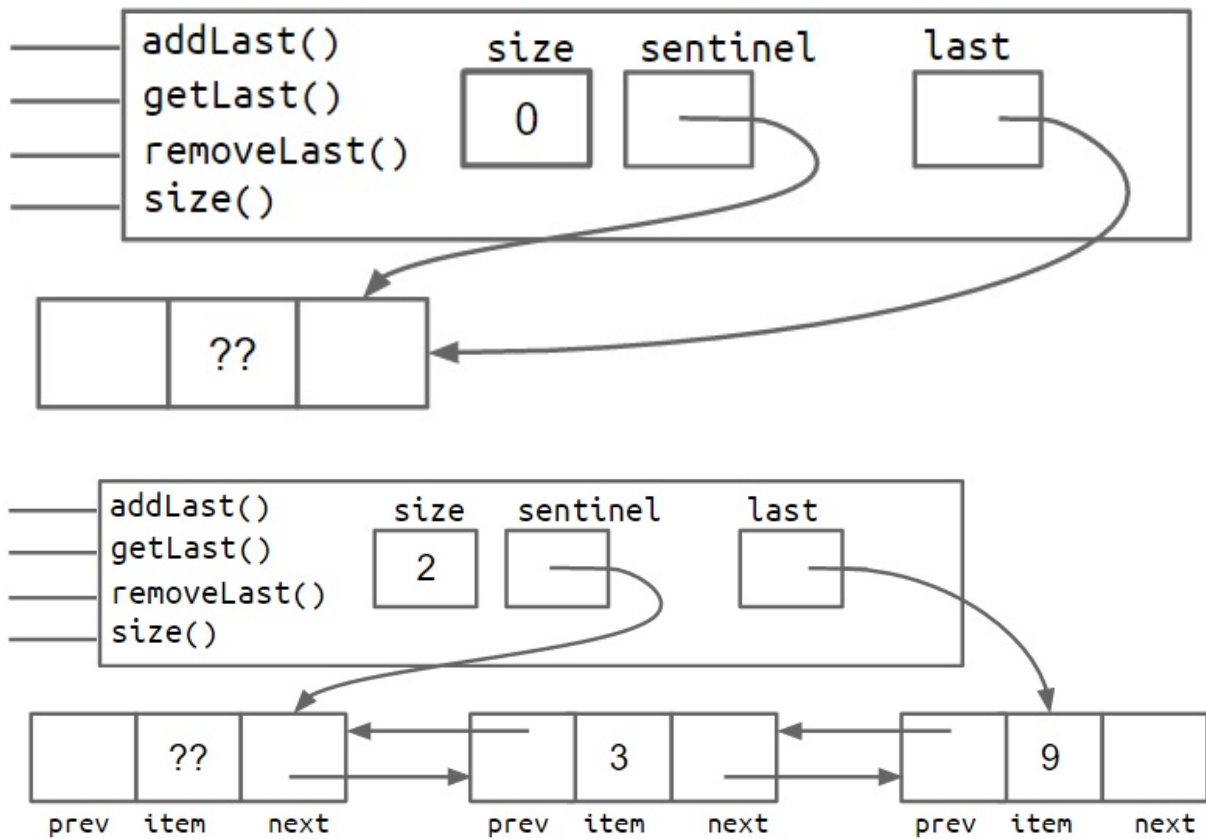 addLast()
size sentinel last
getLast()
0
removeLast()
size()
??
addLast()
size sentinel last
getLast()
2
removeLast()
size()
?? 3 9
prev item next prev item next prev item next